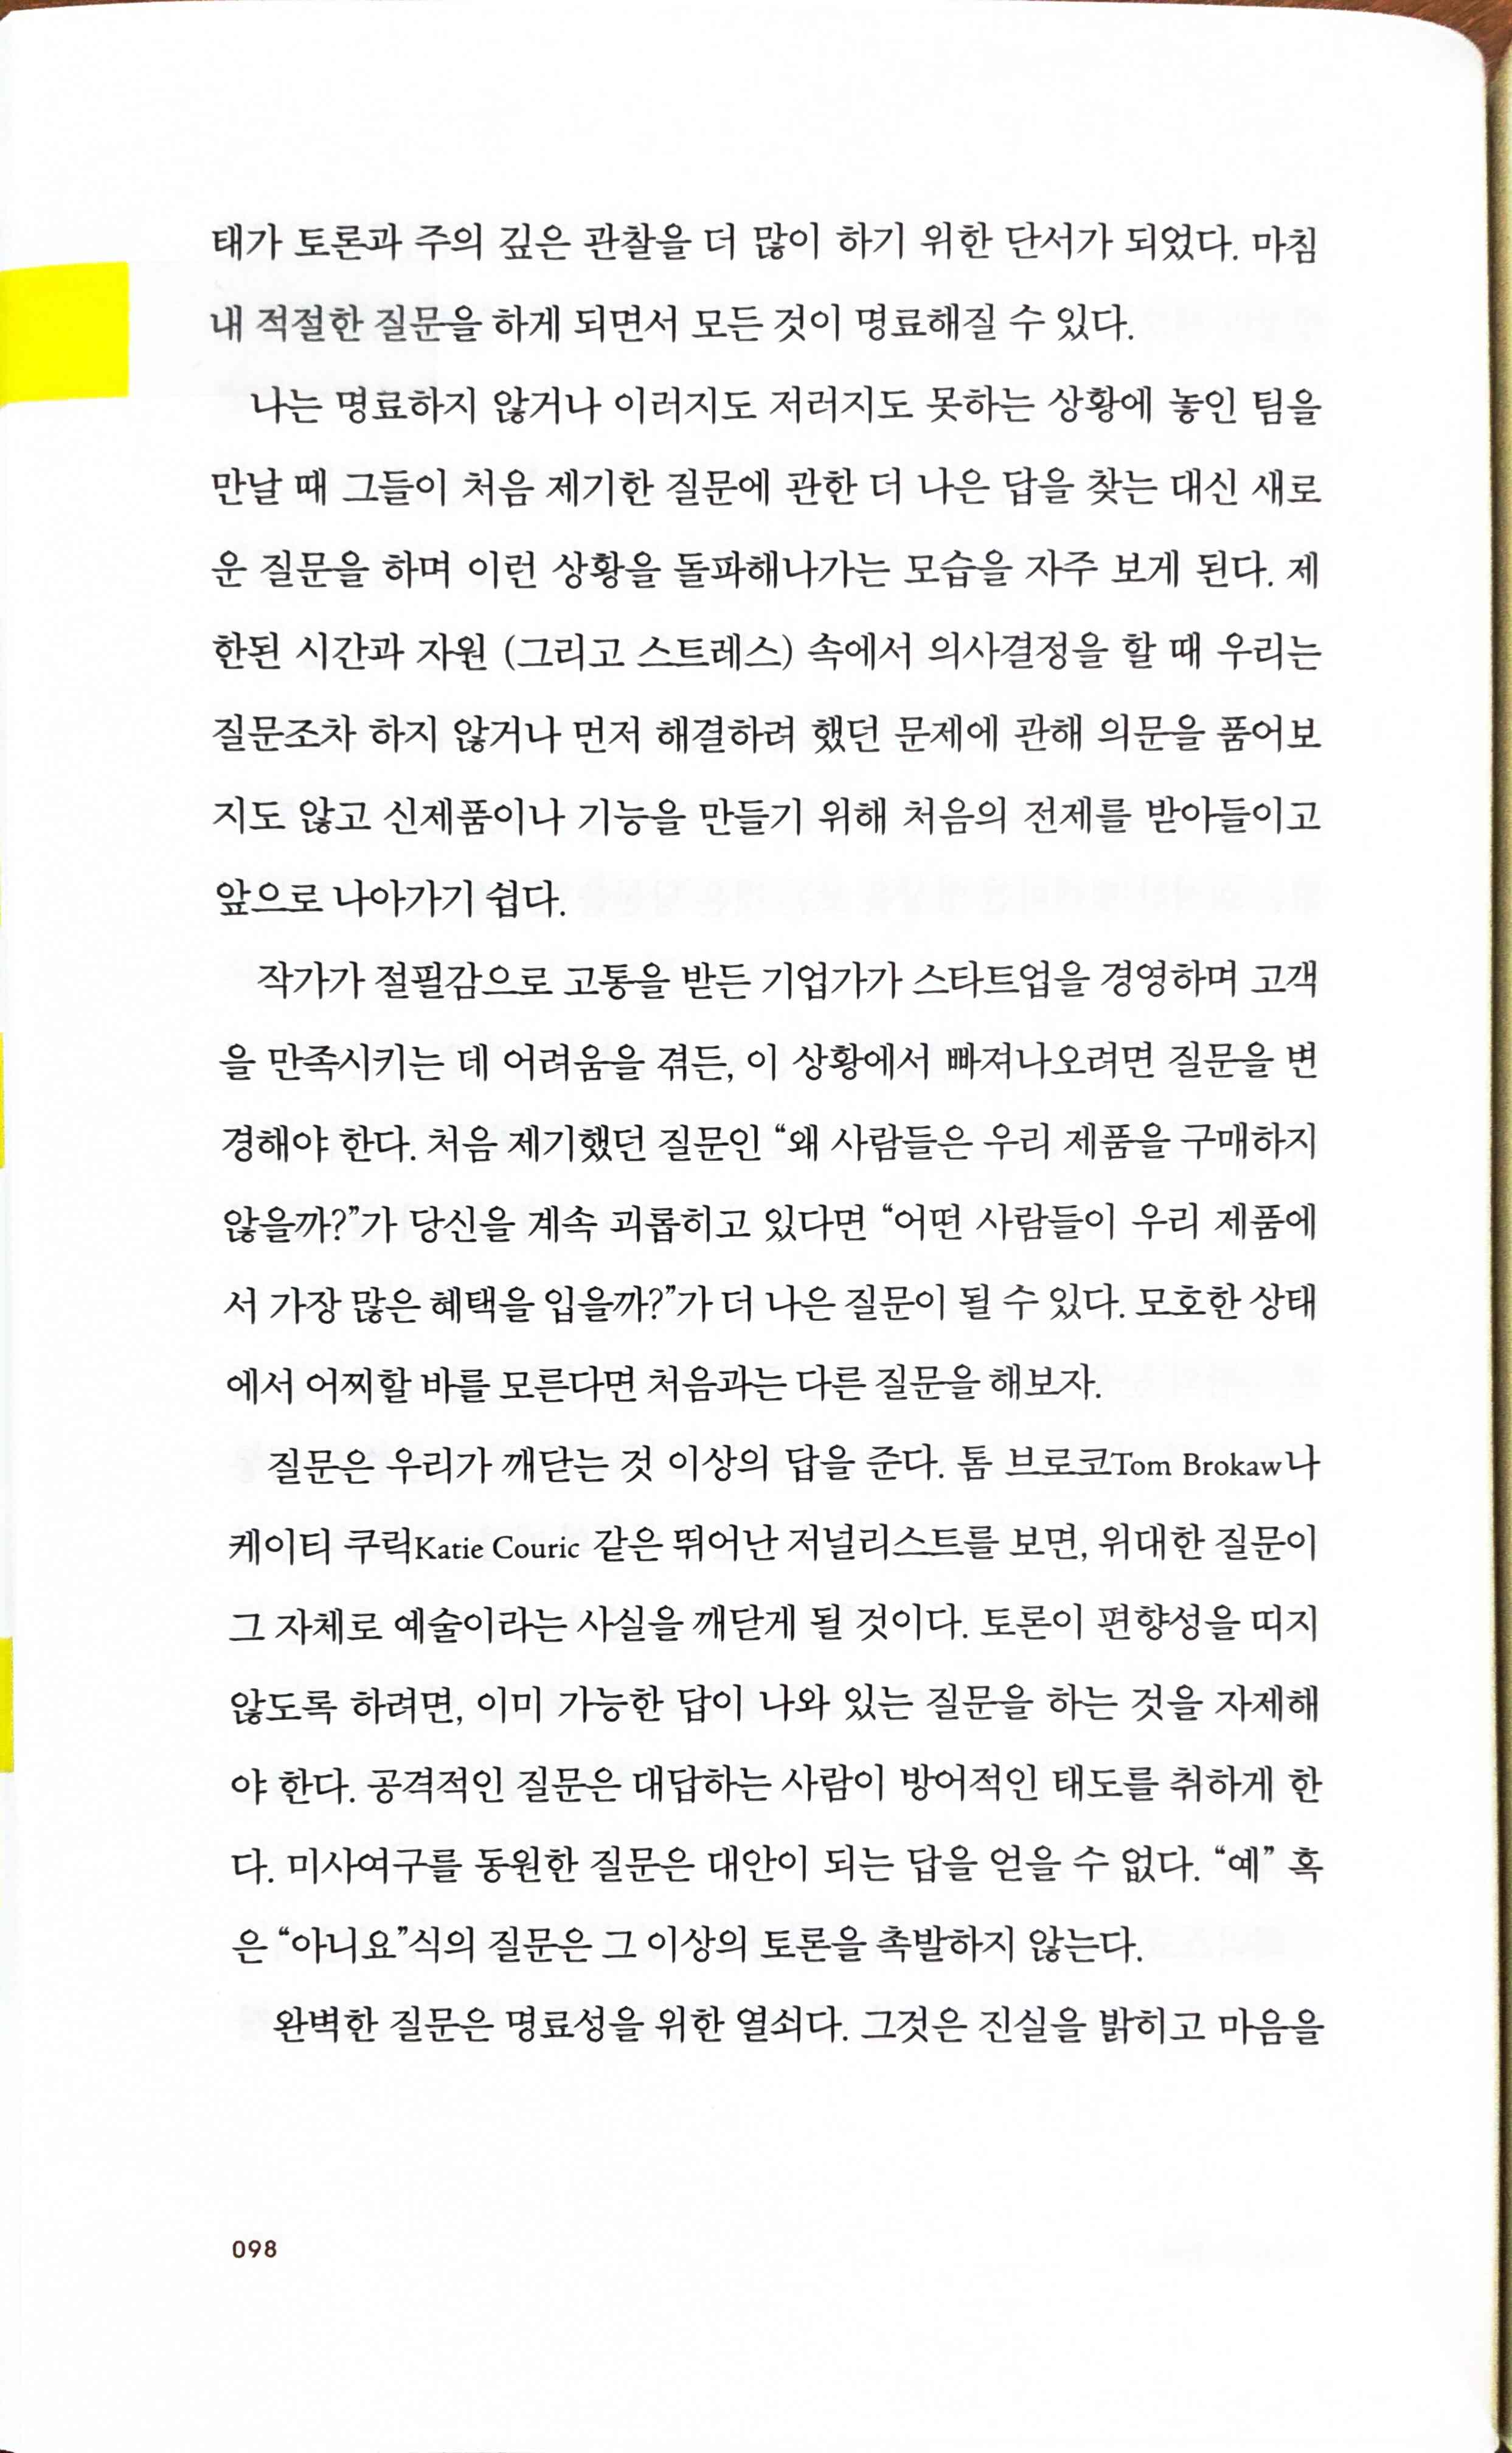 태가 토론과 주의 깊은 관찰을 더 많이 하기 위한 단서가 되었다. 마침
내 적절한 질문을 하게 되면서 모든 것이 명료해질 수 있다.
나는 명료하지 않거나 이러지도 저러지도 못하는 상황에 놓인 팀을
만날 때 그들이 처음 제기한 질문에 관한 더 나은 답을 찾는 대신 새로
운 질문을 하며 이런 상황을 돌파해나가는 모습을 자주 보게 된다. 제
한된 시간과 자원 (그리고 스트레스) 속에서 의사결정을 할 때 우리는
질문조차 하지 않거나 먼저 해결하려 했던 문제에 관해 의문을 품어보
지도 않고 신제품이나 기능을 만들기 위해 처음의 전제를 받아들이고
앞으로 나아가기 쉽다.
작가가 절필감으로 고통을 받든 기업가가 스타트업을 경영하며 고객
을 만족시키는 데 어려움을 겪든, 이 상황에서 빠져나오려면 질문을 변
경해야 한다. 처음 제기했던 질문인 “왜 사람들은 우리 제품을 구매하지
않을까?”가 당신을 계속 괴롭히고 있다면 “어떤 사람들이 우리 제품에
서 가장 많은 혜택을 입을까?”가 더 나은 질문이 될 수 있다. 모호한 상태
에서 어찌할 바를 모른다면 처음과는 다른 질문을 해보자.
질문은 우리가 깨닫는 것 이상의 답을 준다. 톰 브로코Tom Brokaw나
케이티 쿠릭Katie Couric 같은 뛰어난 저널리스트를 보면, 위대한 질문이
그 자체로 예술이라는 사실을 깨닫게 될 것이다. 토론이 편향성을 띠지
않도록 하려면, 이미 가능한 답이 나와 있는 질문을 하는 것을 자제해
야 한다. 공격적인 질문은 대답하는 사람이 방어적인 태도를 취하게 한
다. 미사여구를 동원한 질문은 대안이 되는 답을 얻을 수 없다. “예” 혹
은 “아니요”식의 질문은 그 이상의 토론을 촉발하지 않는다.
완벽한 질문은 명료성을 위한 열쇠다. 그것은 진실을 밝히고 마음을
098